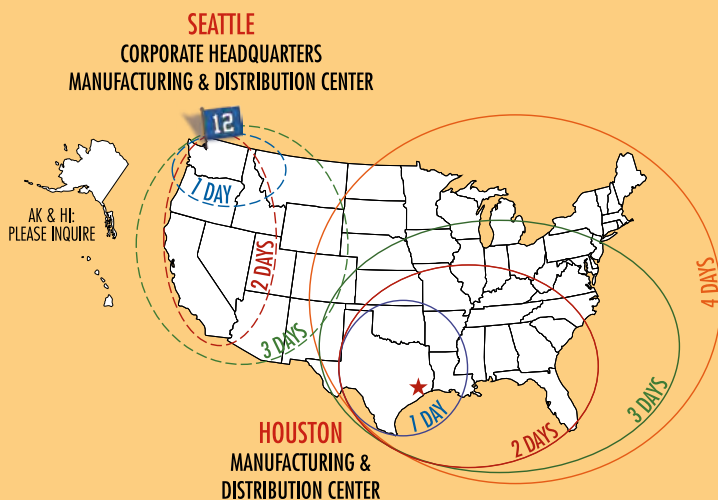 SEATTLE
CORPORATE HEADQUARTERS
MANUFACTURING & DISTRIBUTION CENTER
12
1 DAY
AK & HI:
PLEASE INQUIRE
2 DAYS
3 DAYS
4 DAYS
3 DAYS
2 DAYS
1 DAY
HOUSTON
MANUFACTURING &
DISTRIBUTION CENTER